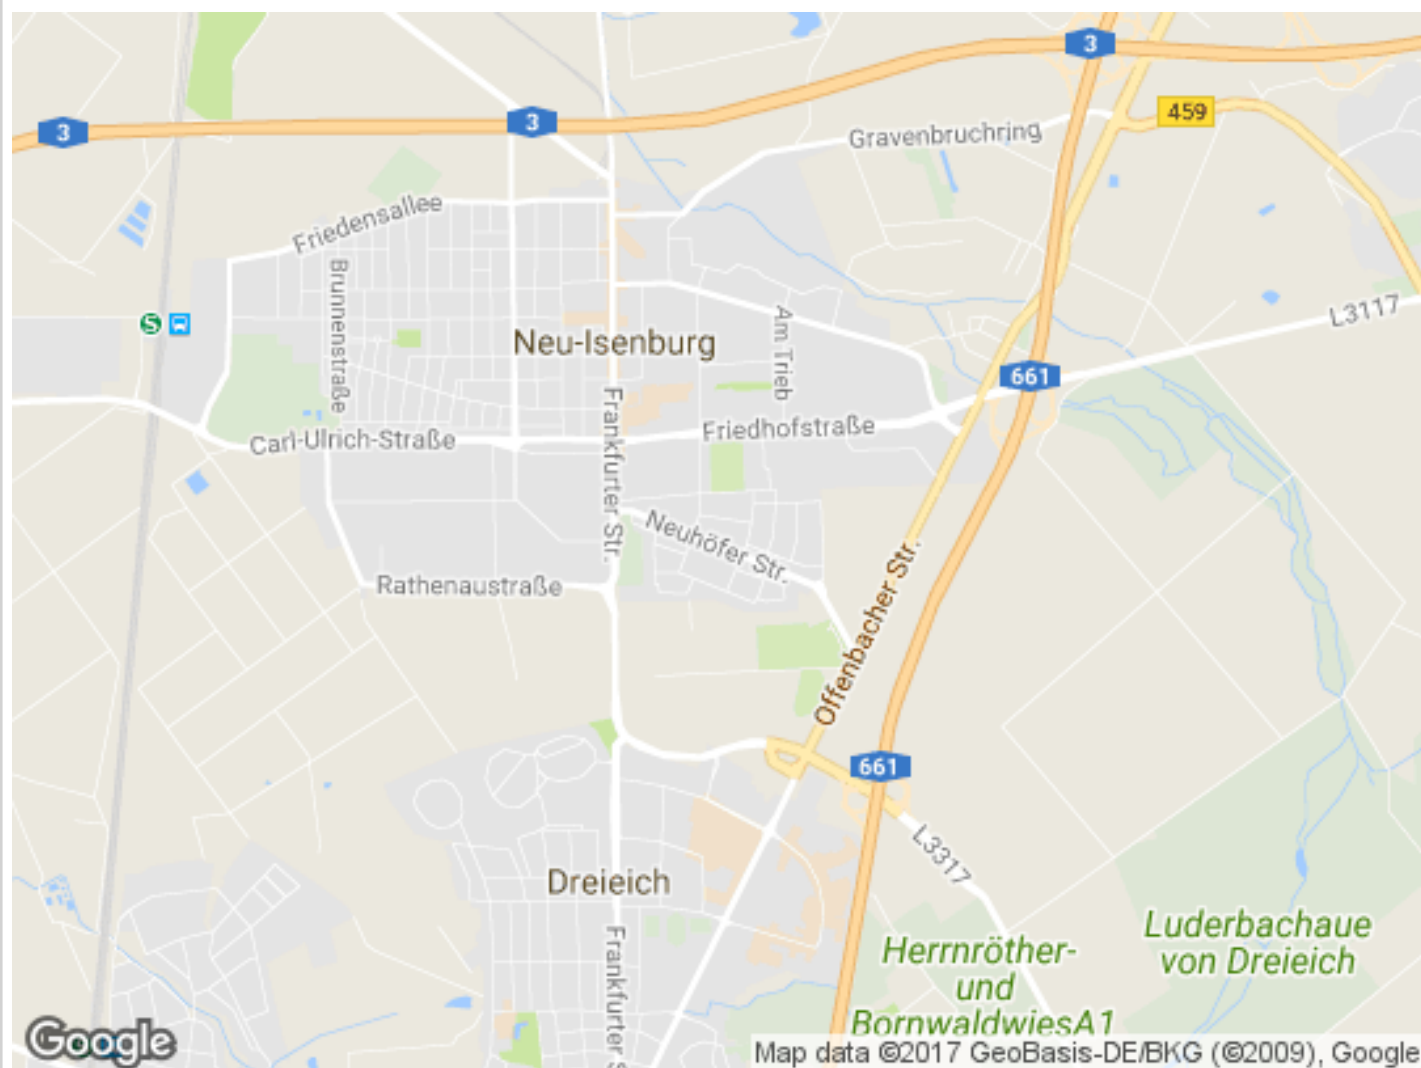 3
3
3
459
Gravenbruchring
Friedensallee
Brunnenstraße
S
L3117
Am Trieb
Neu-Isenburg
661
Frankfurter Str.
Friedhofstraße
Carl-Ulrich-Straße
Neuhöfer Str.
Rathenaustraße
Offenbacher Str.
661
L3317
Dreieich
Frankfurter S
Luderbachaue
von Dreieich
Herrnröther-
und
BornwaldwiesA1
Google
Map data ©2017 GeoBasis-DE/BKG (©2009), Google